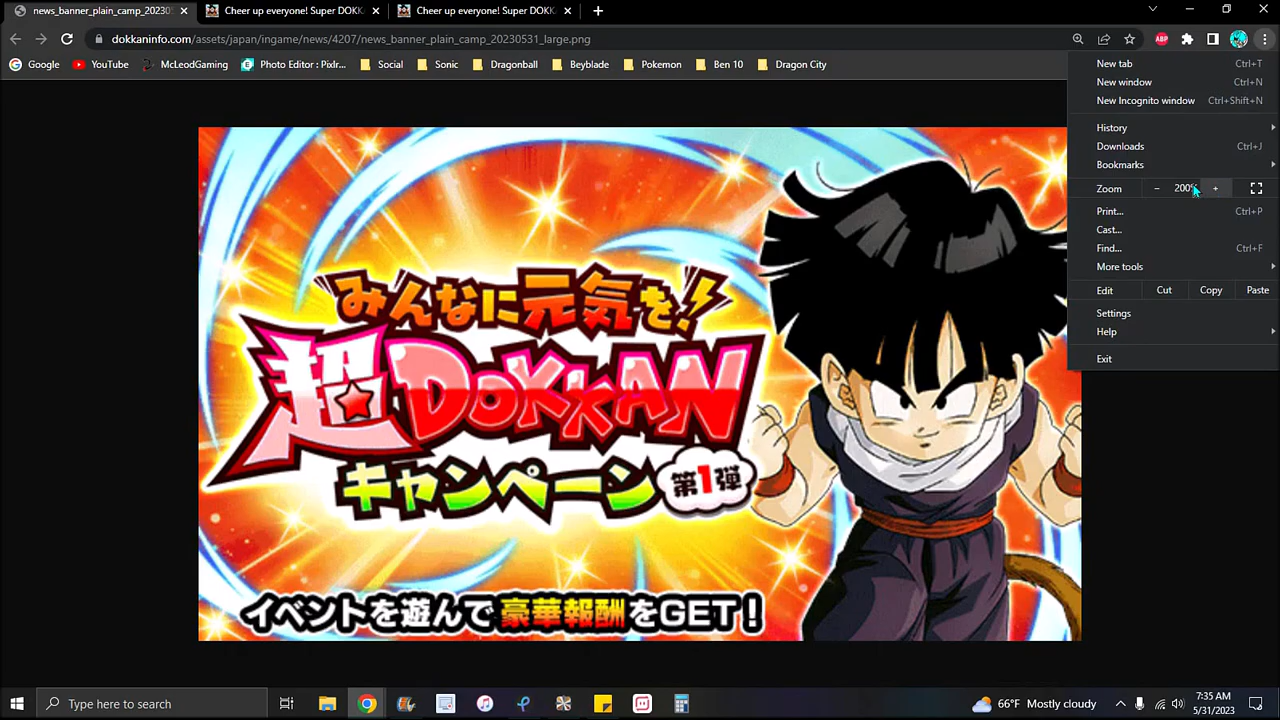 news_banner_plain_camp_20230
Cheer up everyone! Super DOKK
Cheer up everyone! Super DOKK
dokkaninfo.com/assets/japan/ingame/news/4207/news_banner_plain_camp_20230531_large.png
ABP
Google
YouTube
McLeodGaming
Photo Editor : Pixlr...
Social
Sonic
Dragonball
Beyblade
Pokemon
Ben 10
Dragon City
New tab Ctrl+T
New window Ctrl+N
New Incognito window Ctrl+Shift+N
History
Downloads Ctrl+J
Bookmarks
Zoom − 200% +
Print... Ctrl+P
Cast...
Find... Ctrl+F
More tools
Edit Cut Copy Paste
Settings
Help
Exit
みんなに元気を!
超DOKKAN
キャンペーン 第1弾
イベントを遊んで豪華報酬をGET!
Type here to search
66°F Mostly cloudy
7:35 AM
5/31/2023